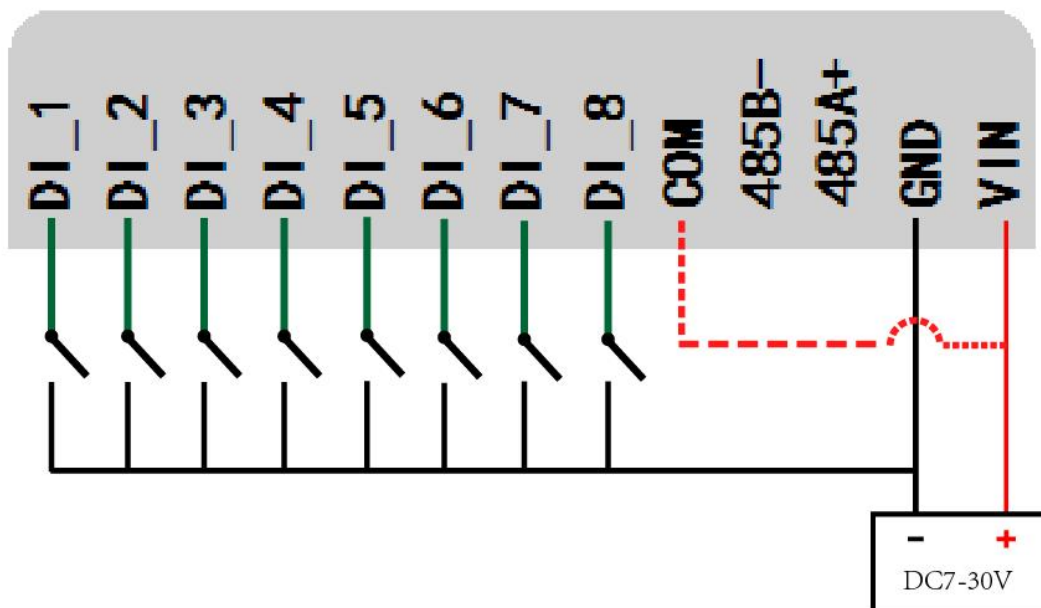 DI_1
DI_2
DI_3
DI_4
DI_5
DI_6
DI_7
DI_8
COM
485B-
485A+
GND
VIN
- +
DC7-30V